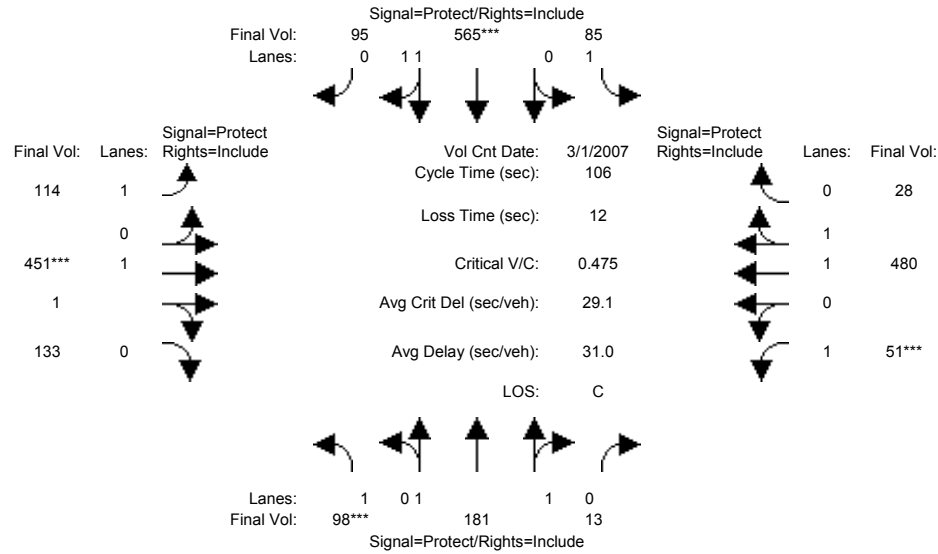 Signal=Protect/Rights=Include
Final Vol: 95 565*** 85
Lanes: 0 1 1 0 1
Signal=Protect
Final Vol: Lanes: Rights=Include
Vol Cnt Date: 3/1/2007
Signal=Protect
Rights=Include Lanes: Final Vol:
Cycle Time (sec): 106
114 1
0 28
Loss Time (sec): 12
0
1
451*** 1
Critical V/C: 0.475
1 480
1
Avg Crit Del (sec/veh): 29.1
0
133 0
Avg Delay (sec/veh): 31.0
1 51***
LOS: C
Lanes: 1 0 1 1 0
Final Vol: 98*** 181 13
Signal=Protect/Rights=Include